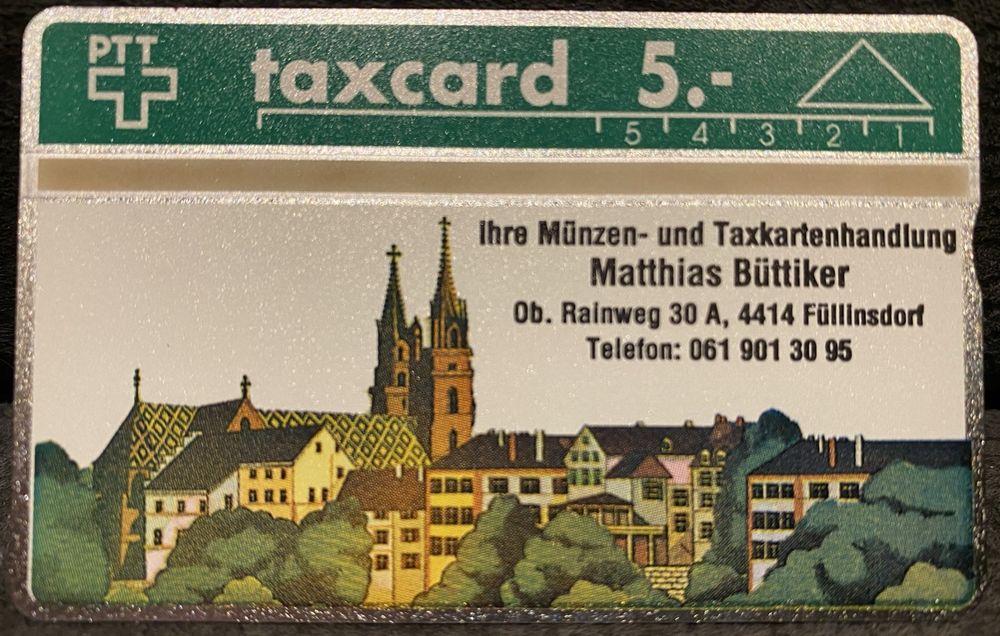 PTT
taxcard 5.-
5 4 3 2 1
Ihre Münzen- und Taxkartenhandlung
Matthias Büttiker
Ob. Rainweg 30 A, 4414 Füllinsdorf
Telefon: 061 901 30 95